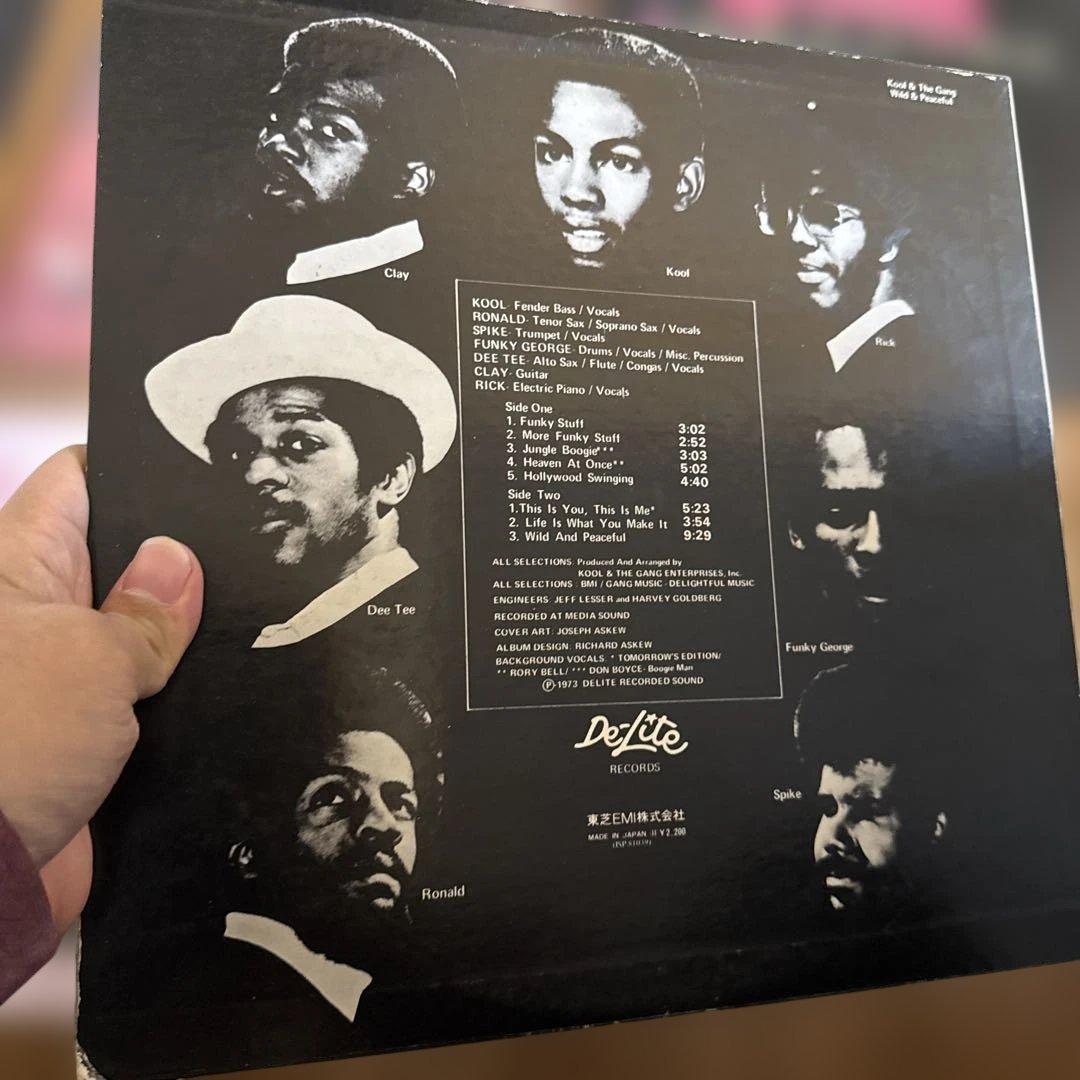 Kool & The Gang
Wild & Peaceful
Clay
Kool
Rick
KOOL- Fender Bass / Vocals
RONALD- Tenor Sax / Soprano Sax / Vocals
SPIKE- Trumpet / Vocals
FUNKY GEORGE- Drums / Vocals / Misc. Percussion
DEE TEE- Alto Sax / Flute / Congas / Vocals
CLAY- Guitar
RICK- Electric Piano / Vocals
Side One
1. Funky Stuff 3:02
2. More Funky Stuff 2:52
3. Jungle Boogie*** 3:03
4. Heaven At Once** 5:02
5. Hollywood Swinging 4:40
Side Two
1.This Is You, This Is Me* 5:23
2. Life Is What You Make It 3:54
3. Wild And Peaceful 9:29
ALL SELECTIONS: Produced And Arranged by
KOOL & THE GANG ENTERPRISES, Inc.
ALL SELECTIONS: BMI / GANG MUSIC - DELIGHTFUL MUSIC
ENGINEERS: JEFF LESSER and HARVEY GOLDBERG
RECORDED AT MEDIA SOUND
COVER ART: JOSEPH ASKEW
ALBUM DESIGN: RICHARD ASKEW
BACKGROUND VOCALS: * TOMORROW'S EDITION/
** RORY BELL/ *** DON BOYCE- Boogie Man
Ⓟ1973 DELITE RECORDED SOUND
Dee Tee
Funky George
De-Lite
RECORDS
Spike
東芝EMI株式会社
MADE IN JAPAN Ⅱ ¥2,200
Ronald